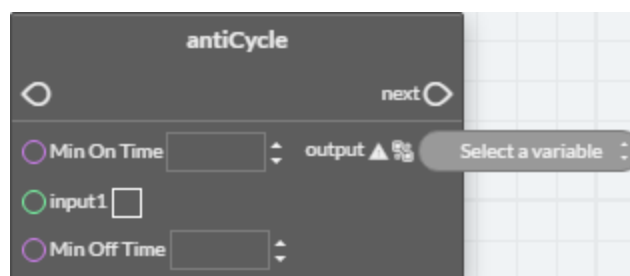 antiCycle
next
Min On Time output Select a variable
input1
Min Off Time